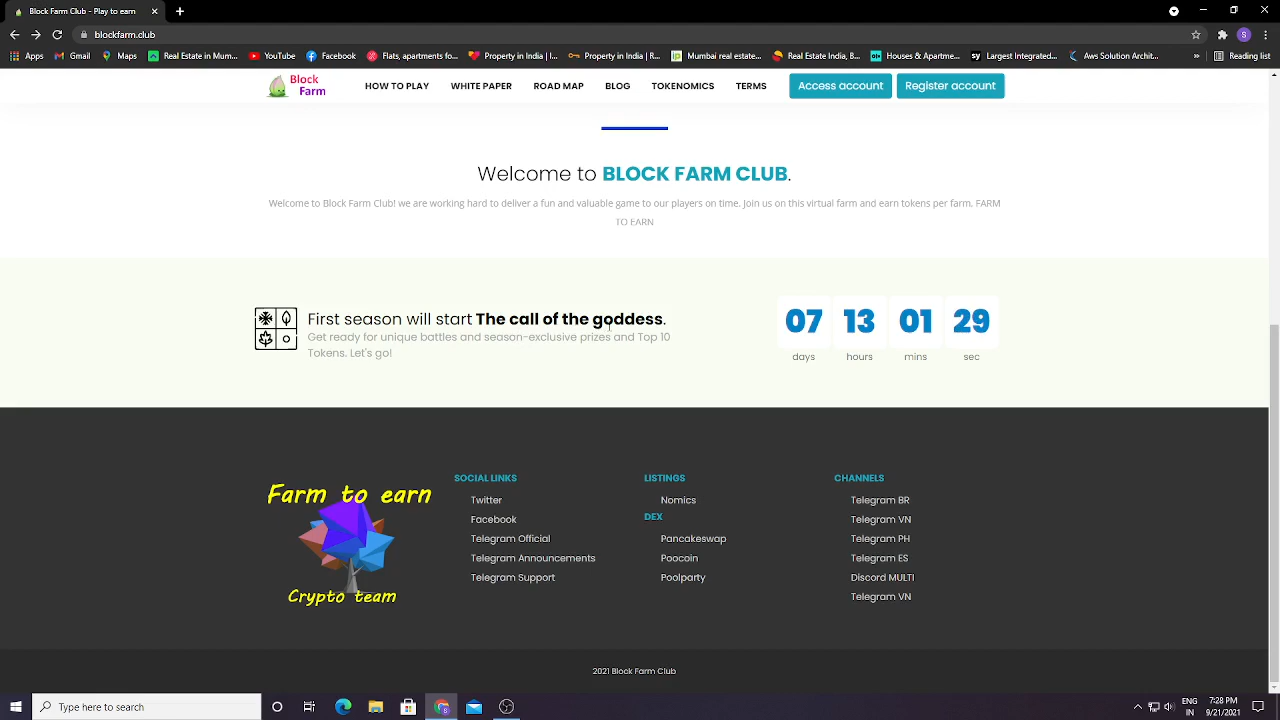 blockfarm.club
Apps
Gmail
Maps
Real Estate in Mum...
YouTube
Facebook
Flats, apartments fo...
Property in India | ...
Property in India | I...
Mumbai real estate...
Real Estate India,...
Houses & Apartment...
Largest Integrated...
Aws Solution Archit...
»
Reading list
Block
Farm
HOW TO PLAY
WHITE PAPER
ROAD MAP
BLOG
TOKENOMICS
TERMS
Access account
Register account
Welcome to BLOCK FARM CLUB.
Welcome to Block Farm Club! we are working hard to deliver a fun and valuable game to our players on time. Join us on this virtual farm and earn tokens per farm. FARM
TO EARN
First season will start The call of the goddess.
Get ready for unique battles and season-exclusive prizes and Top 10
Tokens. Let's go!
07 13 01 29
days hours mins sec
Farm to earn
Crypto team
SOCIAL LINKS
Twitter
Facebook
Telegram Official
Telegram Announcements
Telegram Support
LISTINGS
Nomics
DEX
Pancakeswap
Poocoin
Poolparty
CHANNELS
Telegram BR
Telegram VN
Telegram PH
Telegram ES
Discord MULTI
Telegram VN
2021 Block Farm Club
Type here to search
ENG
IN
7:28 PM
9/21/2021